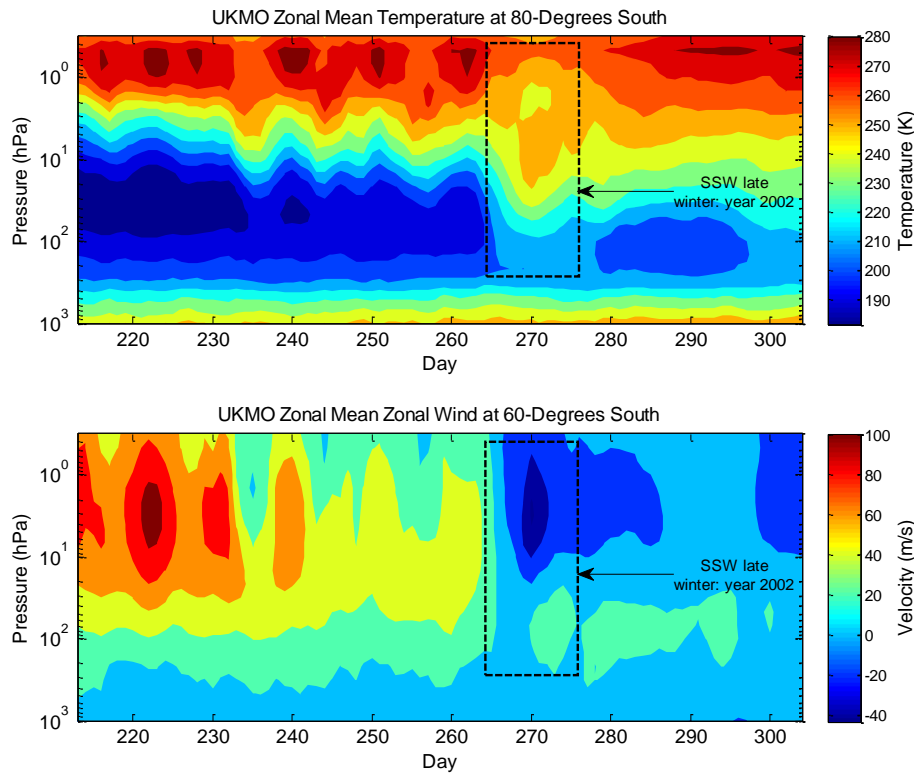 UKMO Zonal Mean Temperature at 80-Degrees South
Pressure (hPa)
10^0
10^1
10^2
10^3
220 230 240 250 260 270 280 290 300
Day
SSW late
winter: year 2002
280
270
260
250
240
230
220
210
200
190
Temperature (K)
UKMO Zonal Mean Zonal Wind at 60-Degrees South
Pressure (hPa)
10^0
10^1
10^2
10^3
220 230 240 250 260 270 280 290 300
Day
SSW late
winter: year 2002
100
80
60
40
20
0
-20
-40
Velocity (m/s)